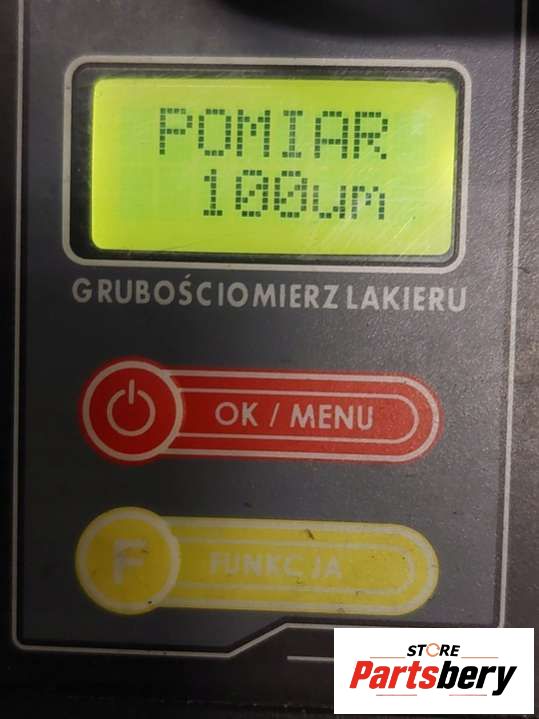 POMIAR
100um
GRUBOŚCIOMIERZ LAKIERU
OK / MENU
F FUNKCJA
STORE
Partsbery